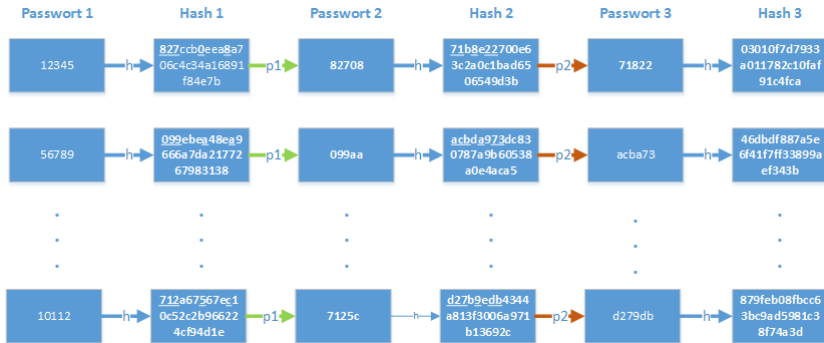 Passwort 1 Hash 1 Passwort 2 Hash 2 Passwort 3 Hash 3
12345
h
827ccb0eea8a7
06c4c34a16891
f84e7b
p1
82708
h
71b8e22700e6
3c2a0c1bad65
06549d3b
p2
71822
h
03010f7d7933
a011782c10faf
91c4fca
56789
h
099ebea48ea9
666a7da21772
67983138
p1
099aa
h
acbda973dc83
0787a9b60538
a0e4aca5
p2
acba73
h
46dbdf887a5e
6f41f7ff33899a
ef343b
10112
h
712a67567ec1
0c52c2b96622
4cf94d1e
p1
7125c
h
d27b9edb4344
a813f3006a971
b13692c
p2
d279db
h
879feb08fbcc6
3bc9ad5981c3
8f74a3d